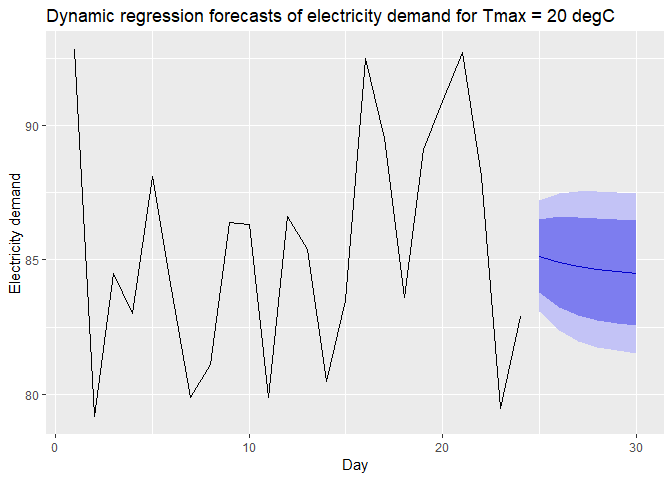 Dynamic regression forecasts of electricity demand for Tmax = 20 degC
Electricity demand
90
85
80
0
10
20
30
Day